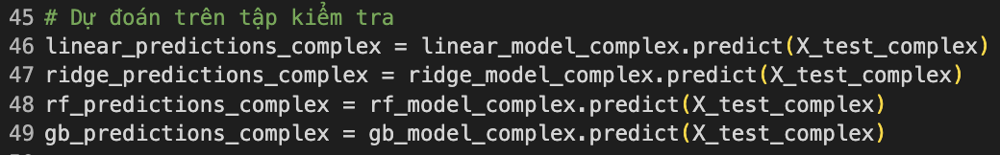 45 # Dự đoán trên tập kiểm tra
46 linear_predictions_complex = linear_model_complex.predict(X_test_complex)
47 ridge_predictions_complex = ridge_model_complex.predict(X_test_complex)
48 rf_predictions_complex = rf_model_complex.predict(X_test_complex)
49 gb_predictions_complex = gb_model_complex.predict(X_test_complex)